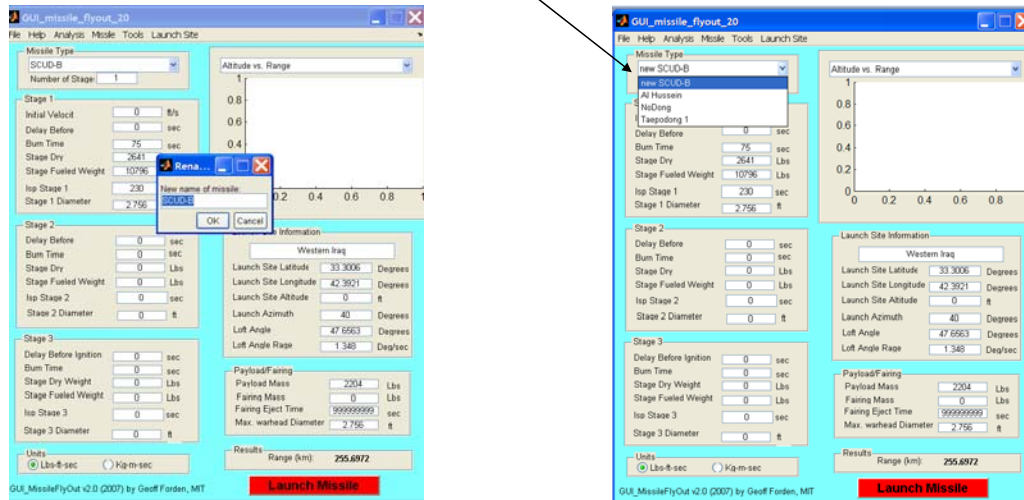 GUI_missile_flyout_20
File Help Analysis Missile Tools Launch Site
Missile Type
SCUD-B
Number of Stage: 1
Stage 1
Initial Velocit 0 ft/s
Delay Before 0 sec
Burn Time 75 sec
Stage Dry 2641
Stage Fueled Weight 10796
Isp Stage 1 230
Stage 1 Diameter 2.756
Stage 2
Delay Before 0 sec
Burn Time 0 sec
Stage Dry 0 Lbs
Stage Fueled Weight 0 Lbs
Isp Stage 2 0 sec
Stage 2 Diameter 0 ft
Stage 3
Delay Before Ignition 0 sec
Burn Time 0 sec
Stage Dry Weight 0 Lbs
Stage Fueled Weight 0 Lbs
Isp Stage 3 0 sec
Stage 3 Diameter 0 ft
Units
Lbs-ft-sec Kg-m-sec
GUI_MissileFlyOut v2.0 (2007) by Geoff Forden, MIT
Altitude vs. Range
1
0.8
0.6
0.4
0.2 0.4 0.6 0.8 1
Rena...
New name of missile:
SCUD-B
OK Cancel
Launch Site Information
Western Iraq
Launch Site Latitude 33.3006 Degrees
Launch Site Longitude 42.3921 Degrees
Launch Site Altitude 0 ft
Launch Azimuth 40 Degrees
Loft Angle 47.6563 Degrees
Loft Angle Rage 1.348 Deg/sec
Payload/Fairing
Payload Mass 2204 Lbs
Fairing Mass 0 Lbs
Fairing Eject Time 999999999 sec
Max. warhead Diameter 2.756 ft
Results
Range (km): 255.6972
Launch Missile
GUI_missile_flyout_20
File Help Analysis Missile Tools Launch Site
Missile Type
new SCUD-B
new SCUD-B
Al Hussein
NoDong
Taepodong 1
Delay Before 0 sec
Burn Time 75 sec
Stage Dry 2641 Lbs
Stage Fueled Weight 10796 Lbs
Isp Stage 1 230 sec
Stage 1 Diameter 2.756 ft
Stage 2
Delay Before 0 sec
Burn Time 0 sec
Stage Dry 0 Lbs
Stage Fueled Weight 0 Lbs
Isp Stage 2 0 sec
Stage 2 Diameter 0 ft
Stage 3
Delay Before Ignition 0 sec
Burn Time 0 sec
Stage Dry Weight 0 Lbs
Stage Fueled Weight 0 Lbs
Isp Stage 3 0 sec
Stage 3 Diameter 0 ft
Units
Lbs-ft-sec Kg-m-sec
GUI_MissileFlyOut v2.0 (2007) by Geoff Forden, MIT
Altitude vs. Range
1
0.8
0.6
0.4
0.2
0
0 0.2 0.4 0.6 0.8
Launch Site Information
Western Iraq
Launch Site Latitude 33.3006 Degrees
Launch Site Longitude 42.3921 Degrees
Launch Site Altitude 0 ft
Launch Azimuth 40 Degrees
Loft Angle 47.6563 Degrees
Loft Angle Rage 1.348 Deg/sec
Payload/Fairing
Payload Mass 2204 Lbs
Fairing Mass 0 Lbs
Fairing Eject Time 999999999 sec
Max. warhead Diameter 2.756 ft
Results
Range (km): 255.6972
Launch Missile